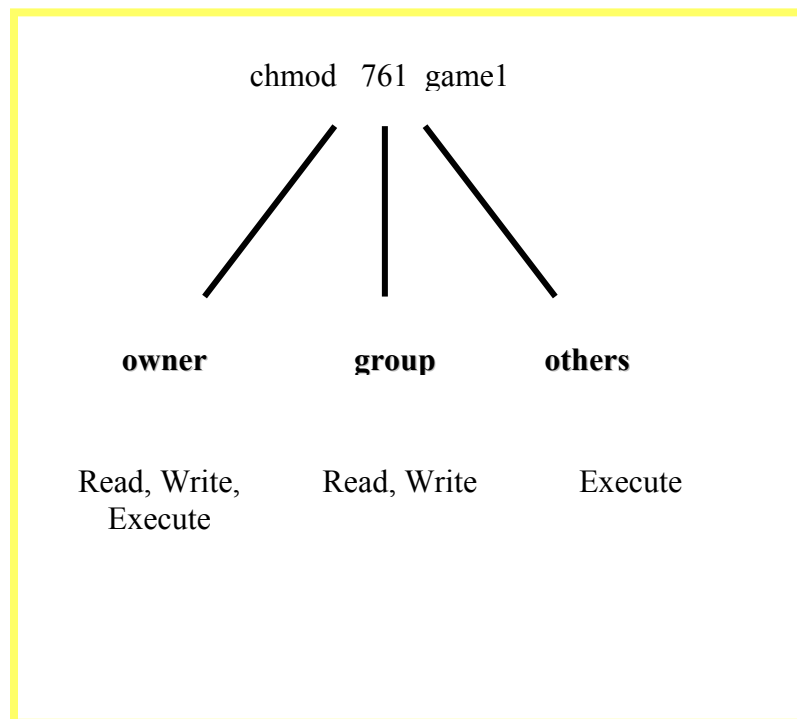 chmod 761 game1
owner group others
Read, Write, Read, Write Execute
Execute